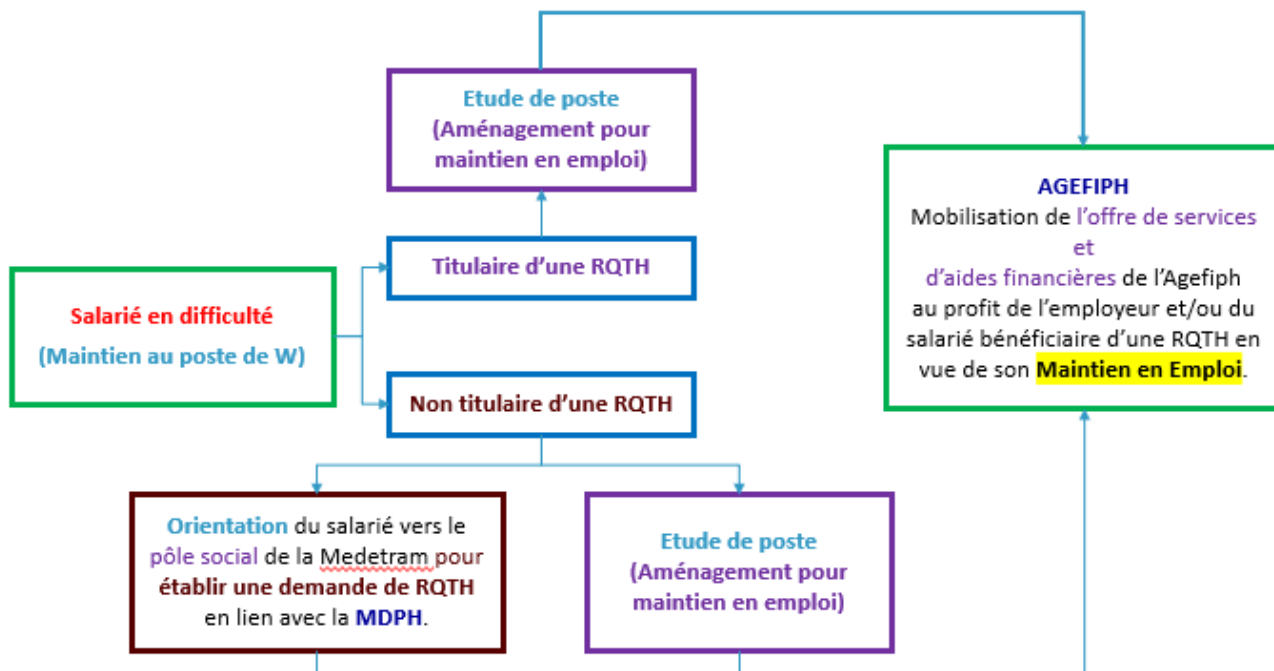 Etude de poste
(Aménagement pour
maintien en emploi)
AGEFIPH
Mobilisation de l’offre de services
et
d’aides financières de l’Agefiph
au profit de l’employeur et/ou du
salarié bénéficiaire d’une RQTH en
vue de son Maintien en Emploi.
Titulaire d’une RQTH
Salarié en difficulté
(Maintien au poste de W)
Non titulaire d’une RQTH
Orientation du salarié vers le
pôle social de la Medetram pour
établir une demande de RQTH
en lien avec la MDPH.
Etude de poste
(Aménagement pour
maintien en emploi)